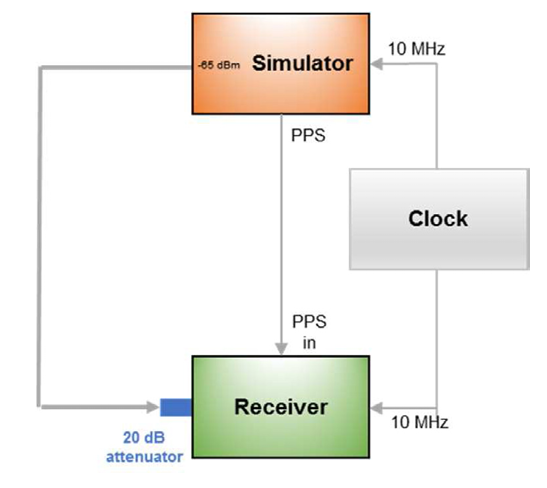 10 MHz
-65 dBm Simulator
PPS
Clock
PPS
in
Receiver
10 MHz
20 dB
attenuator